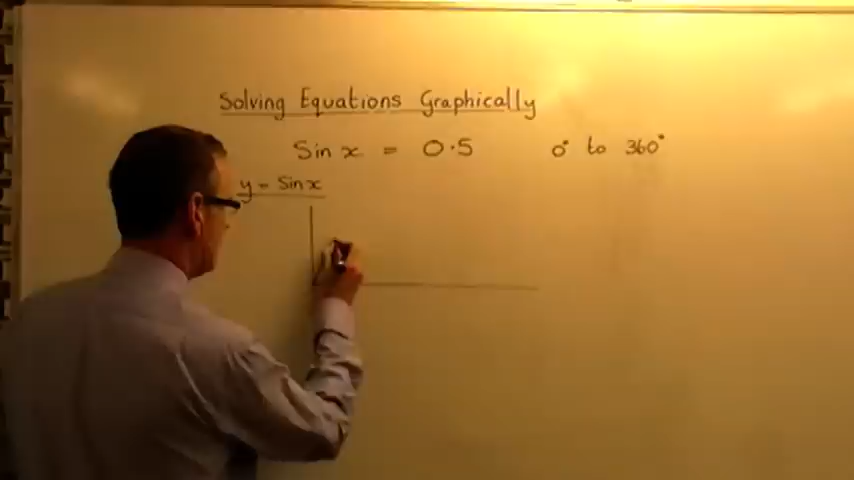 Solving Equations Graphically
Sin x = 0.5 0° to 360°
y = Sin x